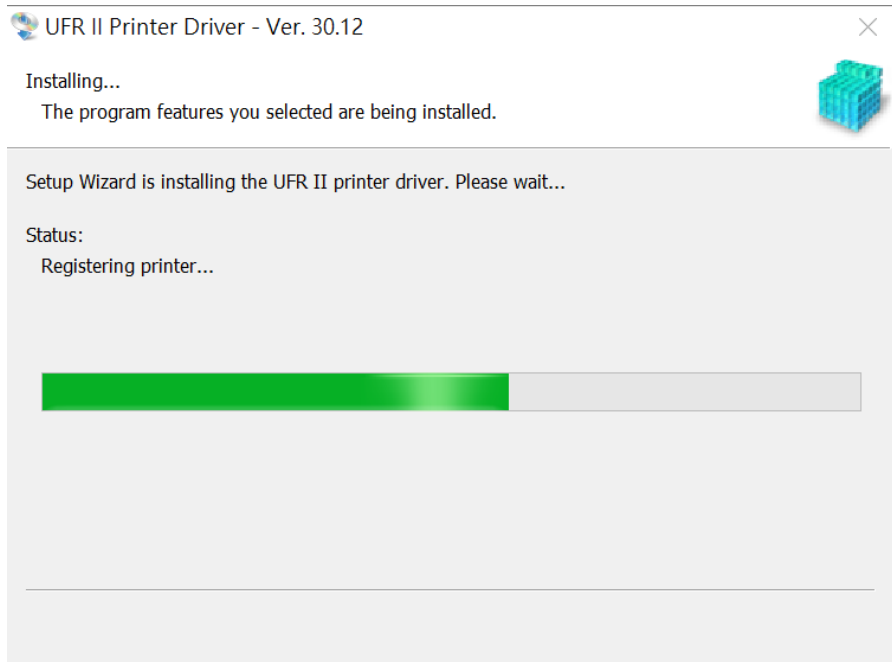 UFR II Printer Driver - Ver. 30.12
Installing...
The program features you selected are being installed.
Setup Wizard is installing the UFR II printer driver. Please wait...
Status:
Registering printer...